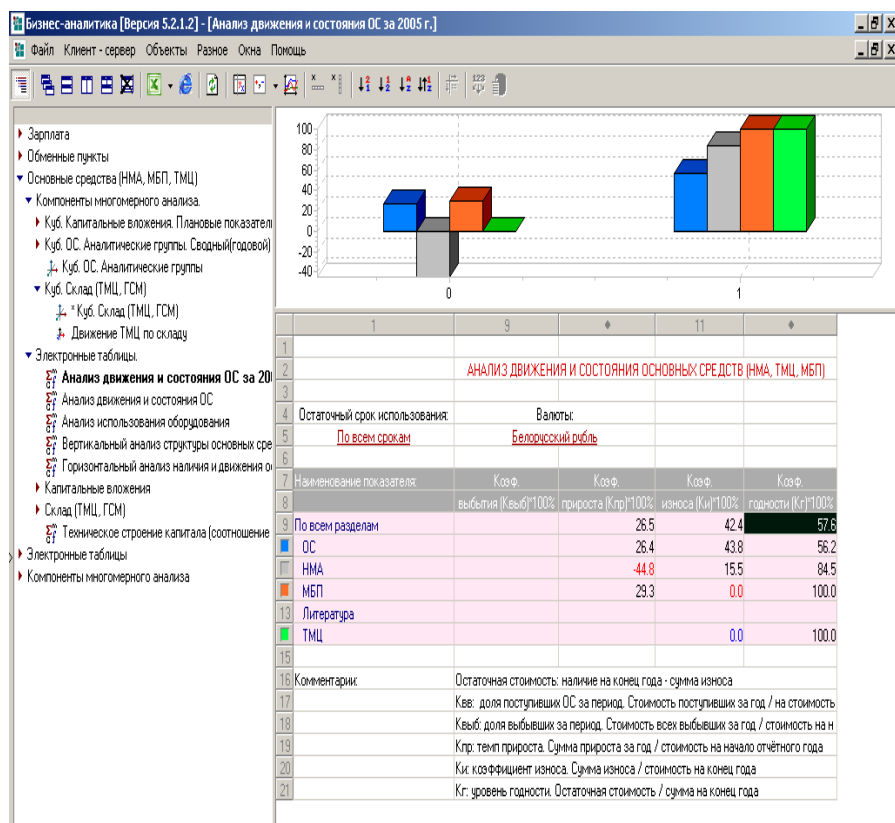 Бизнес-аналитика [Версия 5.2.1.2] - [Анализ движения и состояния ОС за 2005 г.]
Файл Клиент - сервер Объекты Разное Окна Помощь
Зарплата
Обменные пункты
Основные средства (НМА, МБП, ТМЦ)
Компоненты многомерного анализа.
Куб. Капитальные вложения. Плановые показател
Куб. ОС. Аналитические группы. Сводный(годовой)
Куб. ОС. Аналитические группы
Куб. Склад (ТМЦ, ГСМ)
* Куб. Склад (ТМЦ, ГСМ)
Движение ТМЦ по складу
Электронные таблицы.
Анализ движения и состояния ОС за 20
Анализ движения и состояния ОС
Анализ использования оборудования
Вертикальный анализ структуры основных сре
Горизонтальный анализ наличия и движения о
Капитальные вложения
Склад (ТМЦ, ГСМ)
Техническое строение капитала (соотношение
Электронные таблицы
Компоненты многомерного анализа
100
80
60
40
20
0
-20
-40
0 1
1 9 11
1
2 АНАЛИЗ ДВИЖЕНИЯ И СОСТОЯНИЯ ОСНОВНЫХ СРЕДСТВ (НМА, ТМЦ, МБП)
3
4 Остаточный срок использования: Валюты:
5 По всем срокам Белорусский рубль
6
7 Наименование показателя: Коэф. Коэф. Коэф. Коэф.
8 выбытия (Квыб)*100% прироста (Кпр)*100% износа (Ки)*100% годности (Кг)*100%
9 По всем разделам 26.5 42.4 57.6
ОС 26.4 43.8 56.2
НМА -44.8 15.5 84.5
МБП 29.3 0.0 100.0
13 Литература
ТМЦ 0.0 100.0
15
16 Комментарии: Остаточная стоимость: наличие на конец года - сумма износа
17 Квв: доля поступивших ОС за период. Стоимость поступивших за год / на стоимость
18 Квыб: доля выбывших за период. Стоимость всех выбывших за год / стоимость на н
19 Кпр: темп прироста. Сумма прироста за год / стоимость на начало отчётного года
20 Ки: коэффициент износа. Сумма износа / стоимость на конец года
21 Кг: уровень годности. Остаточная стоимость / сумма на конец года